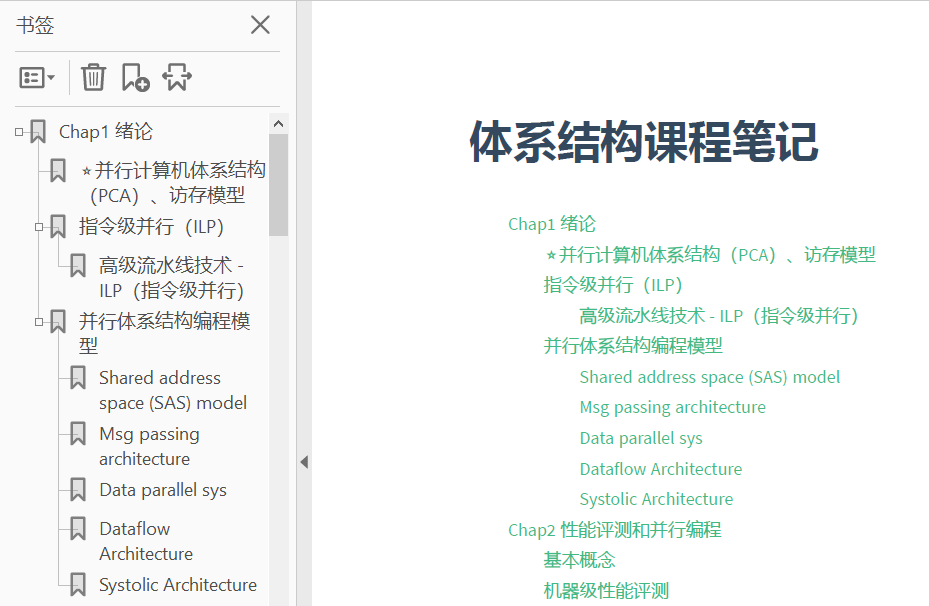 书签
Chap1 绪论
⭐并行计算机体系结构
（PCA）、访存模型
指令级并行（ILP）
高级流水线技术 -
ILP（指令级并行）
并行体系结构编程模
型
Shared address
space (SAS) model
Msg passing
architecture
Data parallel sys
Dataflow
Architecture
Systolic Architecture
体系结构课程笔记
Chap1 绪论
⭐并行计算机体系结构（PCA）、访存模型
指令级并行（ILP）
高级流水线技术 - ILP（指令级并行）
并行体系结构编程模型
Shared address space (SAS) model
Msg passing architecture
Data parallel sys
Dataflow Architecture
Systolic Architecture
Chap2 性能评测和并行编程
基本概念
机器级性能评测